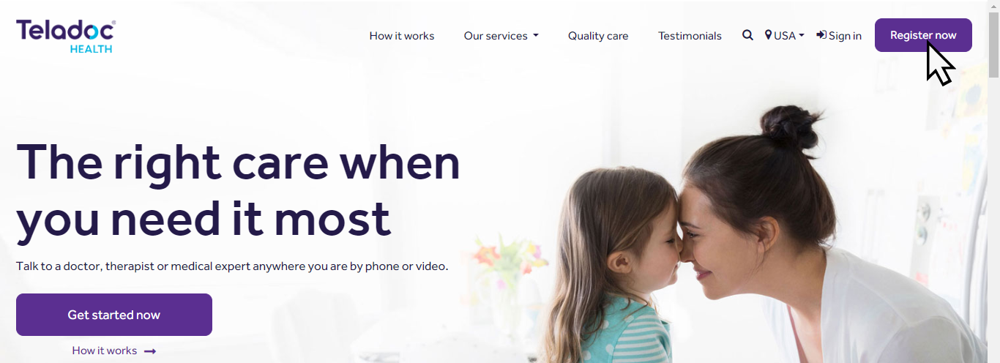 Teladoc®
HEALTH
How it works
Our services
Quality care
Testimonials
USA
Sign in
Register now
The right care when
you need it most
Talk to a doctor, therapist or medical expert anywhere you are by phone or video.
Get started now
How it works